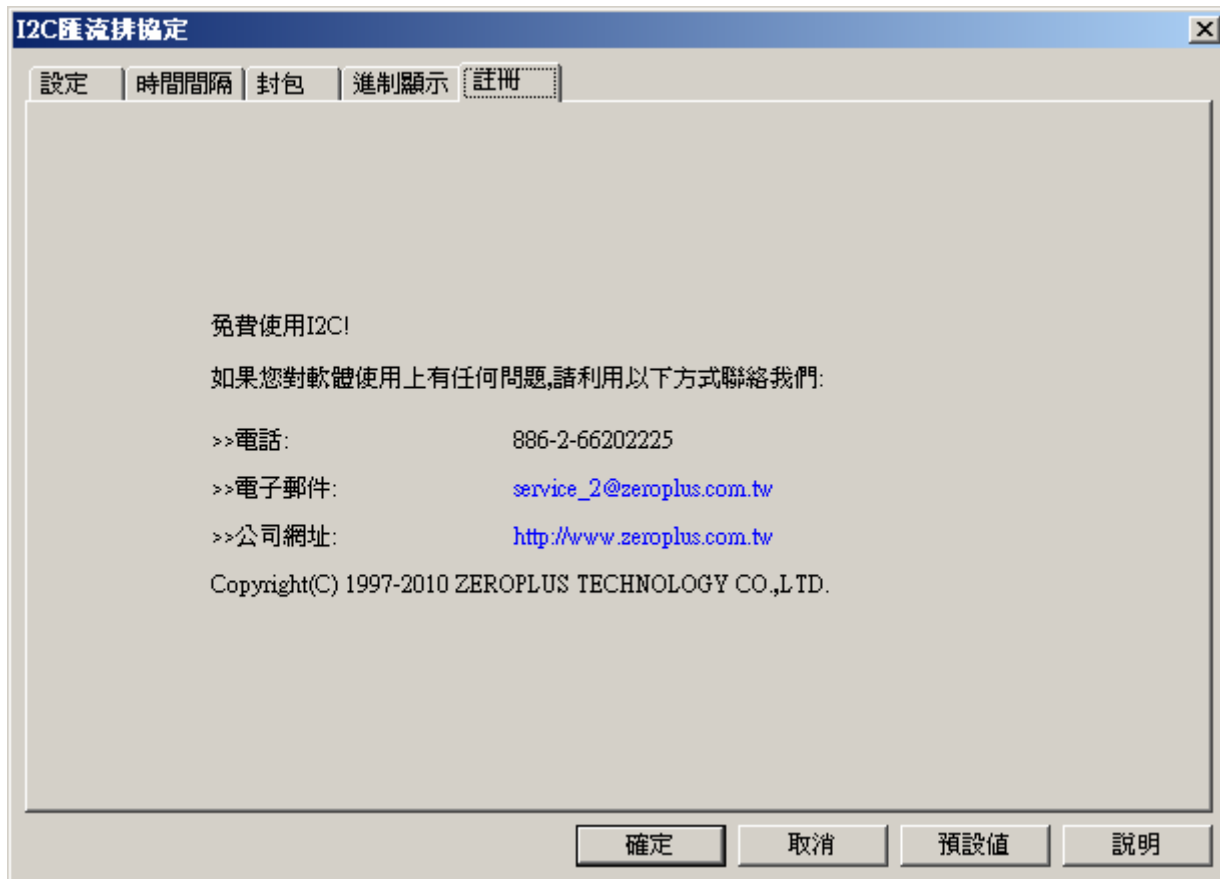 I2C匯流排協定
設定 時間間隔 封包 進制顯示 註冊
免費使用I2C!
如果您對軟體使用上有任何問題,請利用以下方式聯絡我們:
>>電話: 886-2-66202225
>>電子郵件: service_2@zeroplus.com.tw
>>公司網址: http://www.zeroplus.com.tw
Copyright(C) 1997-2010 ZEROPLUS TECHNOLOGY CO.,LTD.
確定 取消 預設值 說明